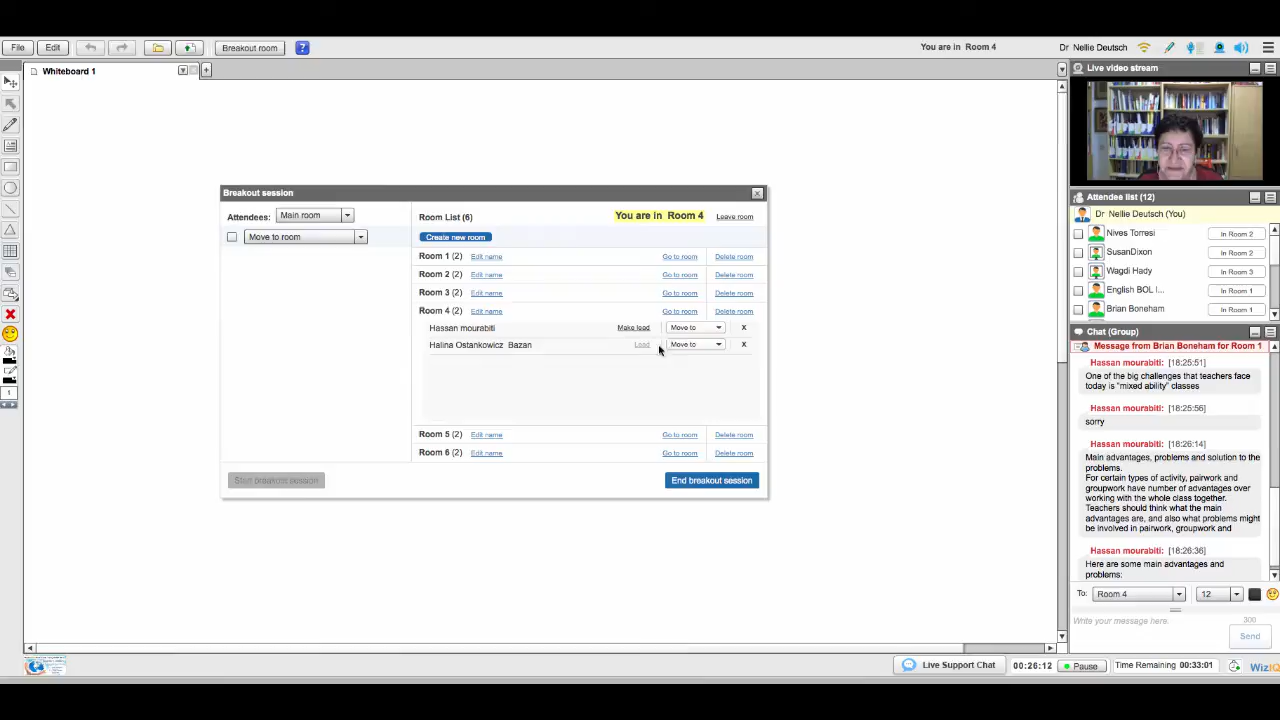 File Edit Breakout room ? You are in Room 4 Dr Nellie Deutsch
Whiteboard 1
Live video stream
Breakout session
Attendees: Main room
Move to room
Room List (6) You are in Room 4 Leave room
Create new room
Room 1 (2) Edit name Go to room Delete room
Room 2 (2) Edit name Go to room Delete room
Room 3 (2) Edit name Go to room Delete room
Room 4 (2) Edit name Go to room Delete room
Hassan mourabiti Make lead Move to X
Halina Ostankowicz Bazan Lead Move to X
Room 5 (2) Edit name Go to room Delete room
Room 6 (2) Edit name Go to room Delete room
Start breakout session End breakout session
Attendee list (12)
Dr Nellie Deutsch (You)
Nives Torresi In Room 2
SusanDixon In Room 2
Wagdi Hady In Room 3
English BOL I... In Room 1
Brian Boneham In Room 1
Chat (Group)
Message from Brian Boneham for Room 1
Hassan mourabiti: [18:25:51]
One of the big challenges that teachers face
today is "mixed ability" classes
Hassan mourabiti: [18:25:56]
sorry
Hassan mourabiti: [18:26:14]
Main advantages, problems and solution to the
problems.
For certain types of activity, pairwork and
groupwork have number of advantages over
working with the whole class together.
Teachers should think what the main
advantages are, and also what problems might
be involved in pairwork, groupwork and
Hassan mourabiti: [18:26:36]
Here are some main advantages and
problems:
To: Room 4 12
Write your message here. 300
Send
1
Live Support Chat 00:26:12 Pause Time Remaining 00:33:01 WizIQ